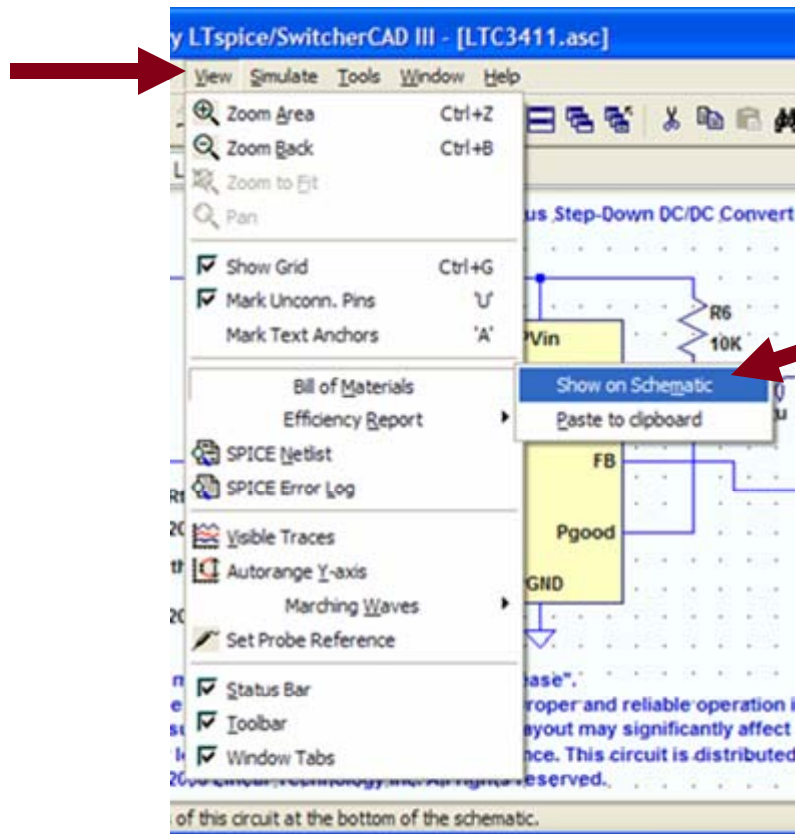 y LTspice/SwitcherCAD III - [LTC3411.asc]
View Simulate Tools Window Help
Zoom Area Ctrl+Z
Zoom Back Ctrl+B
Zoom to Fit
Pan
us Step-Down DC/DC Convert
Show Grid Ctrl+G
Mark Unconn. Pins 'U'
Mark Text Anchors 'A'
R6
10K
PVin
Bill of Materials
Show on Schematic
Efficiency Report
Paste to clipboard
SPICE Netlist
FB
SPICE Error Log
Visible Traces
Pgood
Autorange Y-axis
GND
Marching Waves
Set Probe Reference
Status Bar
ease".
Toolbar
roper and reliable operation i
ayout may significantly affect
Window Tabs
nce. This circuit is distributed
eserved.
of this circuit at the bottom of the schematic.